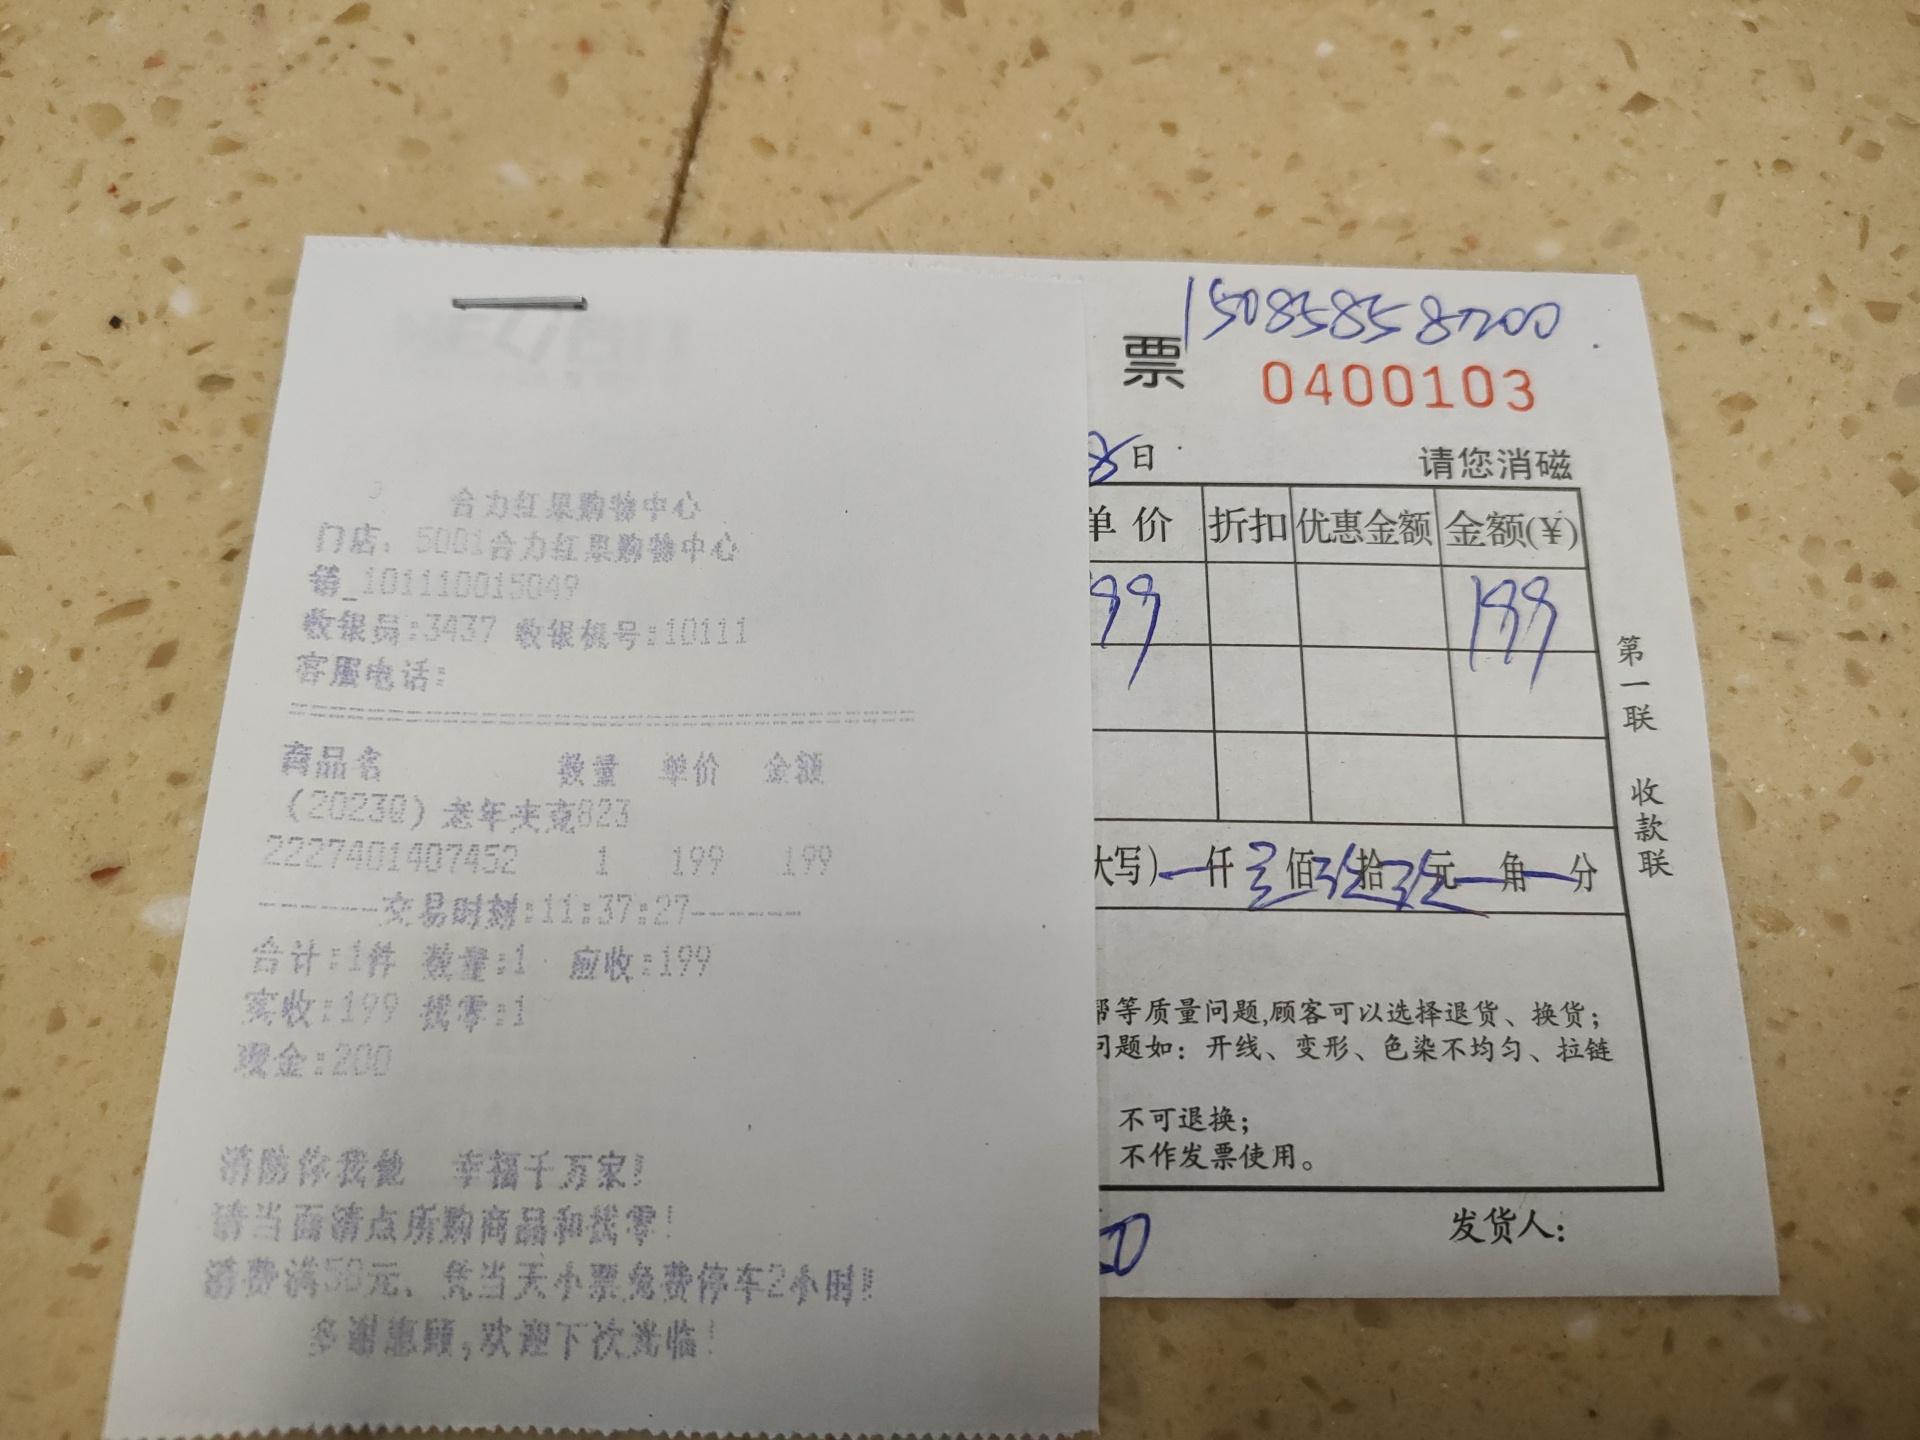 合力红果购物中心
门店：5001合力红果购物中心
销_101110015049
收银员:3437 收银机号:10111
客服电话:
商品名 数量 单价 金额
(2023Q)老年夹克823
2227401407452 1 199 199
------交易时刻:11:37:27------
合计:1件 数量:1 应收:199
实收:199 找零:1
现金:200
消防你我他 幸福千万家!
请当面清点所购商品和找零!
消费满58元、凭当天小票免费停车2小时!
多谢惠顾,欢迎下次光临!
票
0400103
日
请您消磁
单价 折扣 优惠金额 金额(¥)
99 199
大写) 仟 佰 拾 元 角 分
帮等质量问题,顾客可以选择退货、换货;
问题如: 开线、变形、色染不均匀、拉链
不可退换;
不作发票使用。
发货人:
第一联 收款联